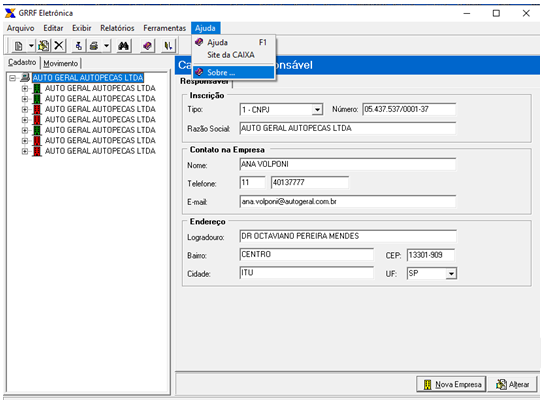 GRRF Eletrônica
Arquivo Editar Exibir Relatórios Ferramentas Ajuda
Ajuda F1
Site da CAIXA
Sobre ...
Cadastro Movimento
AUTO GERAL AUTOPECAS LTDA
AUTO GERAL AUTOPECAS LTDA
AUTO GERAL AUTOPECAS LTDA
AUTO GERAL AUTOPECAS LTDA
AUTO GERAL AUTOPECAS LTDA
AUTO GERAL AUTOPECAS LTDA
AUTO GERAL AUTOPECAS LTDA
AUTO GERAL AUTOPECAS LTDA
Responsável
Inscrição
Tipo: 1 - CNPJ Número: 05.437.537/0001-37
Razão Social: AUTO GERAL AUTOPECAS LTDA
Contato na Empresa
Nome: ANA VOLPONI
Telefone: 11 40137777
E-mail: ana.volponi@autogeral.com.br
Endereço
Logradouro: DR OCTAVIANO PEREIRA MENDES
Bairro: CENTRO CEP: 13301-909
Cidade: ITU UF: SP
Nova Empresa Alterar